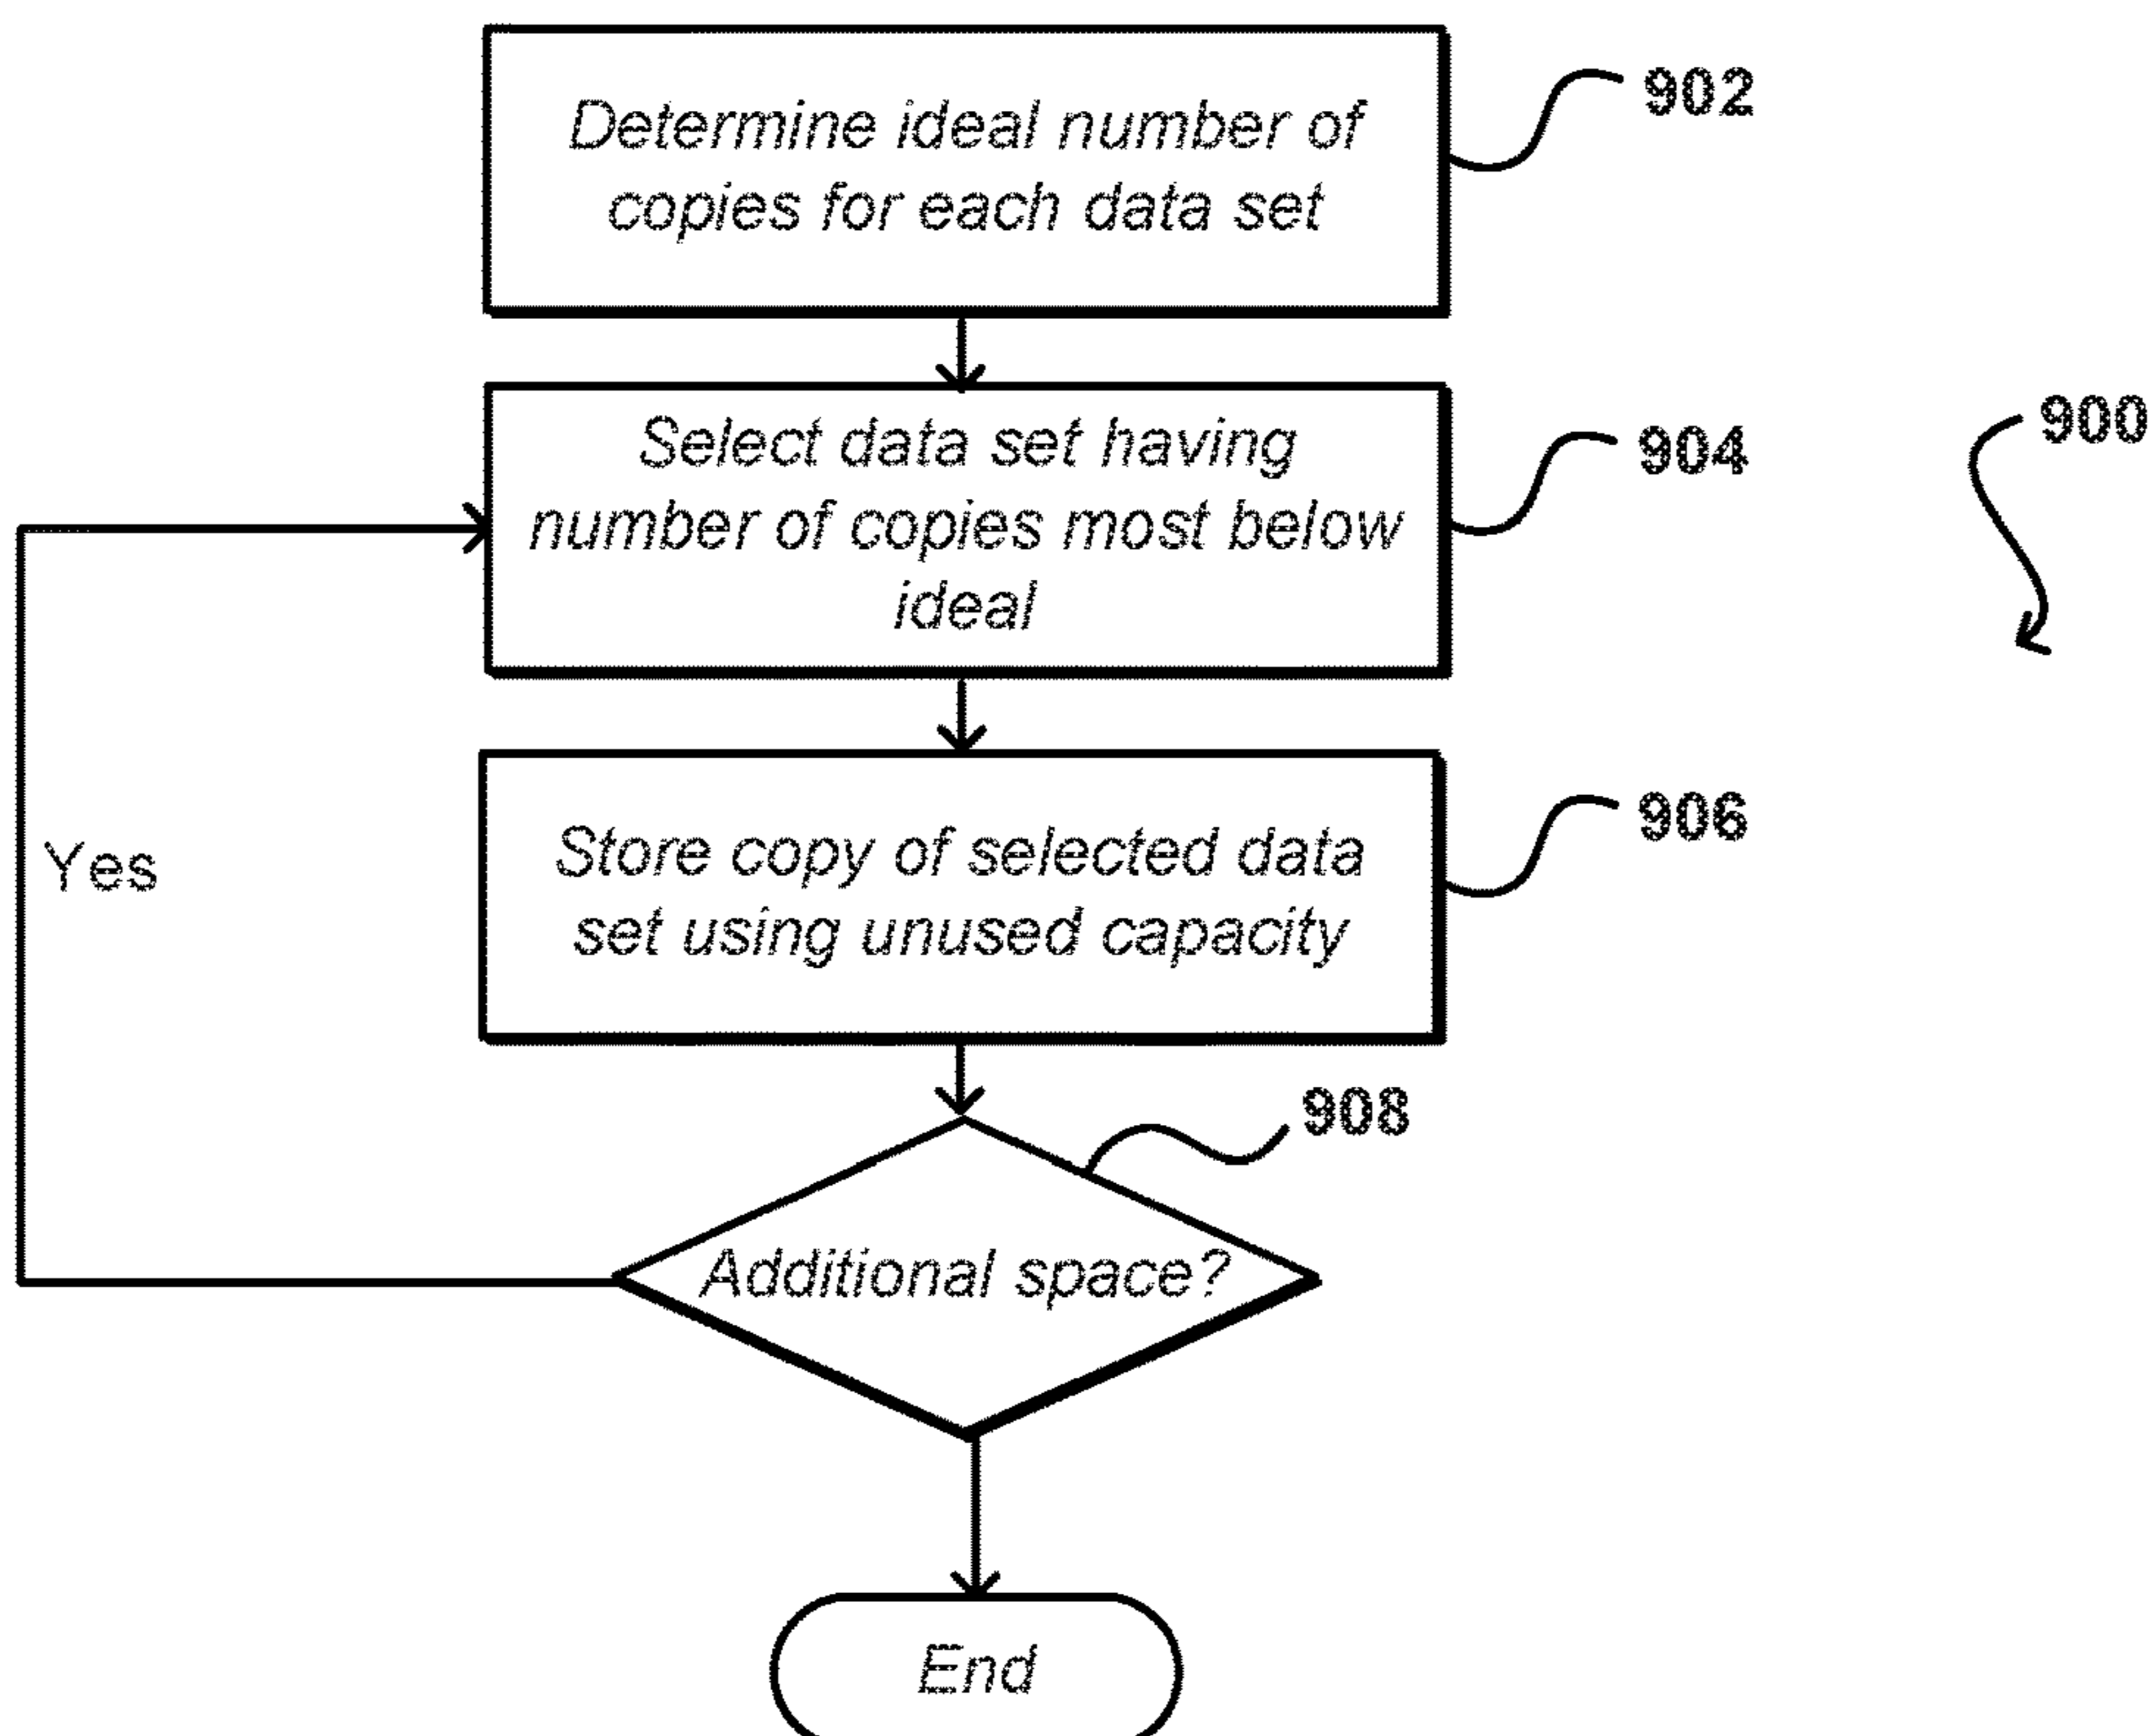 Determine ideal number of
copies for each data set
902
Select data set having
number of copies most below
ideal
904
900
Store copy of selected data
set using unused capacity
906
Yes
908
Additional space?
End